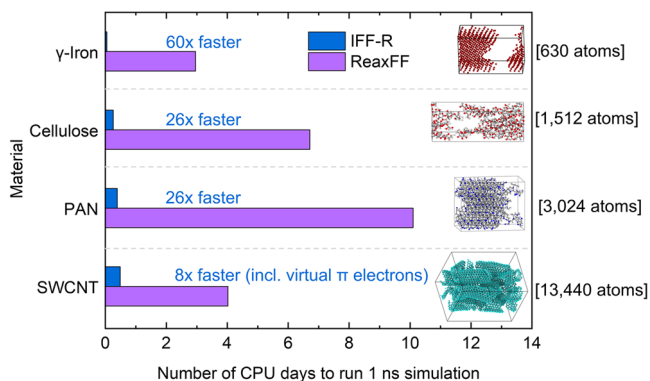 IFF-R
ReaxFF
γ-Iron
60x faster
[630 atoms]
Cellulose
26x faster
[1,512 atoms]
PAN
26x faster
[3,024 atoms]
SWCNT
8x faster (incl. virtual π electrons)
[13,440 atoms]
Material
0 2 4 6 8 10 12 14
Number of CPU days to run 1 ns simulation